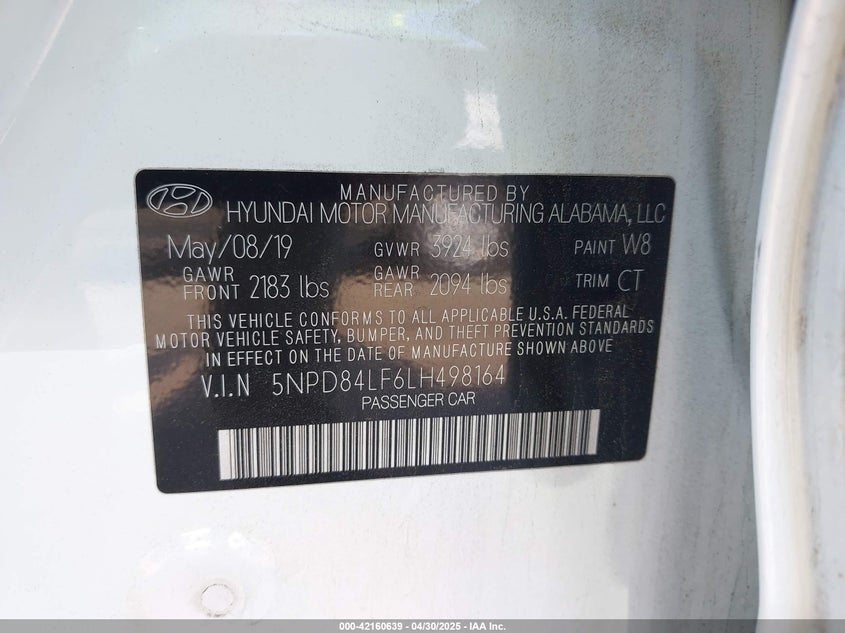 MANUFACTURED BY
HYUNDAI MOTOR MANUFACTURING ALABAMA, LLC
May/08/19 GVWR 3924 lbs PAINT W8
GAWR FRONT 2183 lbs GAWR REAR 2094 lbs TRIM CT
THIS VEHICLE CONFORMS TO ALL APPLICABLE U.S.A. FEDERAL
MOTOR VEHICLE SAFETY, BUMPER, AND THEFT PREVENTION STANDARDS
IN EFFECT ON THE DATE OF MANUFACTURE SHOWN ABOVE
V.I.N 5NPD84LF6LH498164
PASSENGER CAR
000-42160639 - 04/30/2025 - IAA Inc.